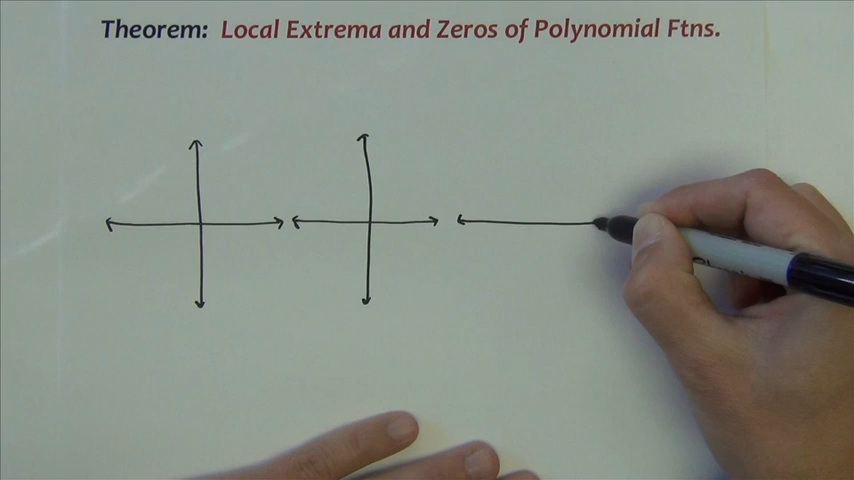 Theorem: Local Extrema and Zeros of Polynomial Ftns.